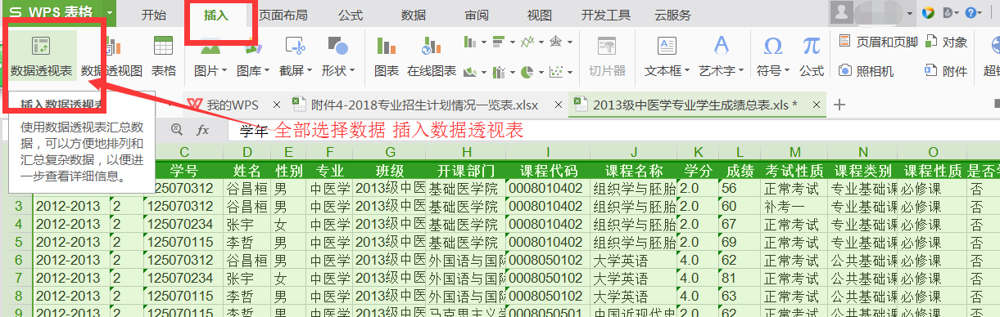 S WPS 表格
开始 插入 页面布局 公式 数据 审阅 视图 开发工具 云服务
数据透视表 数据透视图 表格 图片 图库 截屏 形状 图表 在线图表 切片器 文本框 艺术字 符号 公式 页眉和页脚 对象 照相机 附件
插入数据透视表
使用数据透视表汇总数
据，可以方便地排列和
汇总复杂数据，以便进
一步查看详细信息。
我的WPS 附件4-2018专业招生计划情况一览表.xlsx 2013级中医学专业学生成绩总表.xls *
fx 学年 全部选择数据 插入数据透视表
C D E F G H I J K L M N O
学号 姓名 性别 专业 班级 开课部门 课程代码 课程名称 学分 成绩 考试性质 课程类别 课程性质
125070312 谷昌桓 男 中医学 2013级中医 基础医学院 0008010402 组织学与胚胎 2.0 56 正常考试 专业基础课 必修课 否
3 2012-2013 2 125070312 谷昌桓 男 中医学 2013级中医 基础医学院 0008010402 组织学与胚胎 2.0 60 补考一 专业基础课 必修课 否
4 2012-2013 2 125070234 张宇 女 中医学 2013级中医 基础医学院 0008010402 组织学与胚胎 2.0 67 正常考试 专业基础课 必修课 否
5 2012-2013 2 125070115 李哲 男 中医学 2013级中医 基础医学院 0008010402 组织学与胚胎 2.0 69 正常考试 专业基础课 必修课 否
6 2012-2013 2 125070312 谷昌桓 男 中医学 2013级中医 外国语与国际 0008050102 大学英语 4.0 62 正常考试 公共基础课 必修课 否
7 2012-2013 2 125070234 张宇 女 中医学 2013级中医 外国语与国际 0008050102 大学英语 4.0 81 正常考试 公共基础课 必修课 否
8 2012-2013 2 125070115 李哲 男 中医学 2013级中医 外国语与国际 0008050102 大学英语 4.0 63 正常考试 公共基础课 必修课 否
9 2012-2013 2 125070312 谷昌桓 男 中医学 2013级中医 马克思主义学 0008050501 中国近现代史 2.0 62 正常考试 公共基础课 必修课 否